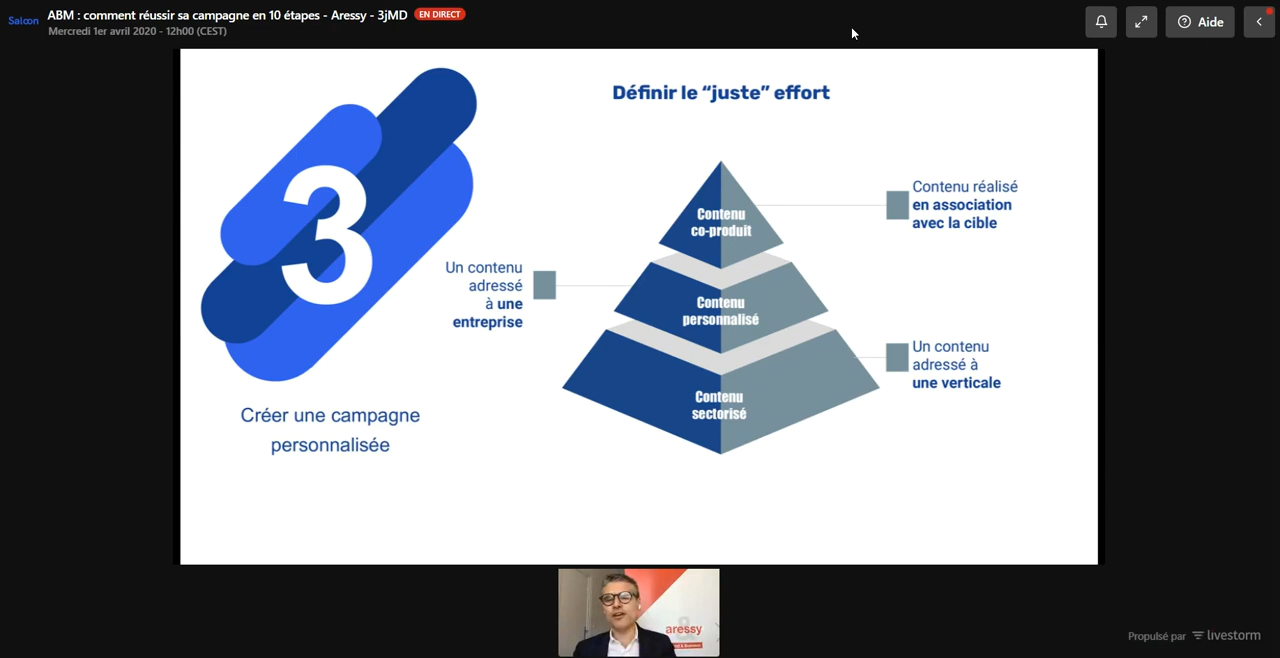 Saloon
ABM : comment réussir sa campagne en 10 étapes - Aressy - 3jMD
EN DIRECT
Mercredi 1er avril 2020 - 12h00 (CEST)
Aide
3
Créer une campagne
personnalisée
Définir le “juste” effort
Contenu
co-produit
Contenu réalisé
en association
avec la cible
Un contenu
adressé
à une
entreprise
Contenu
personnalisé
Un contenu
adressé à
une verticale
Contenu
sectorisé
&
aressy
Propulsé par livestorm